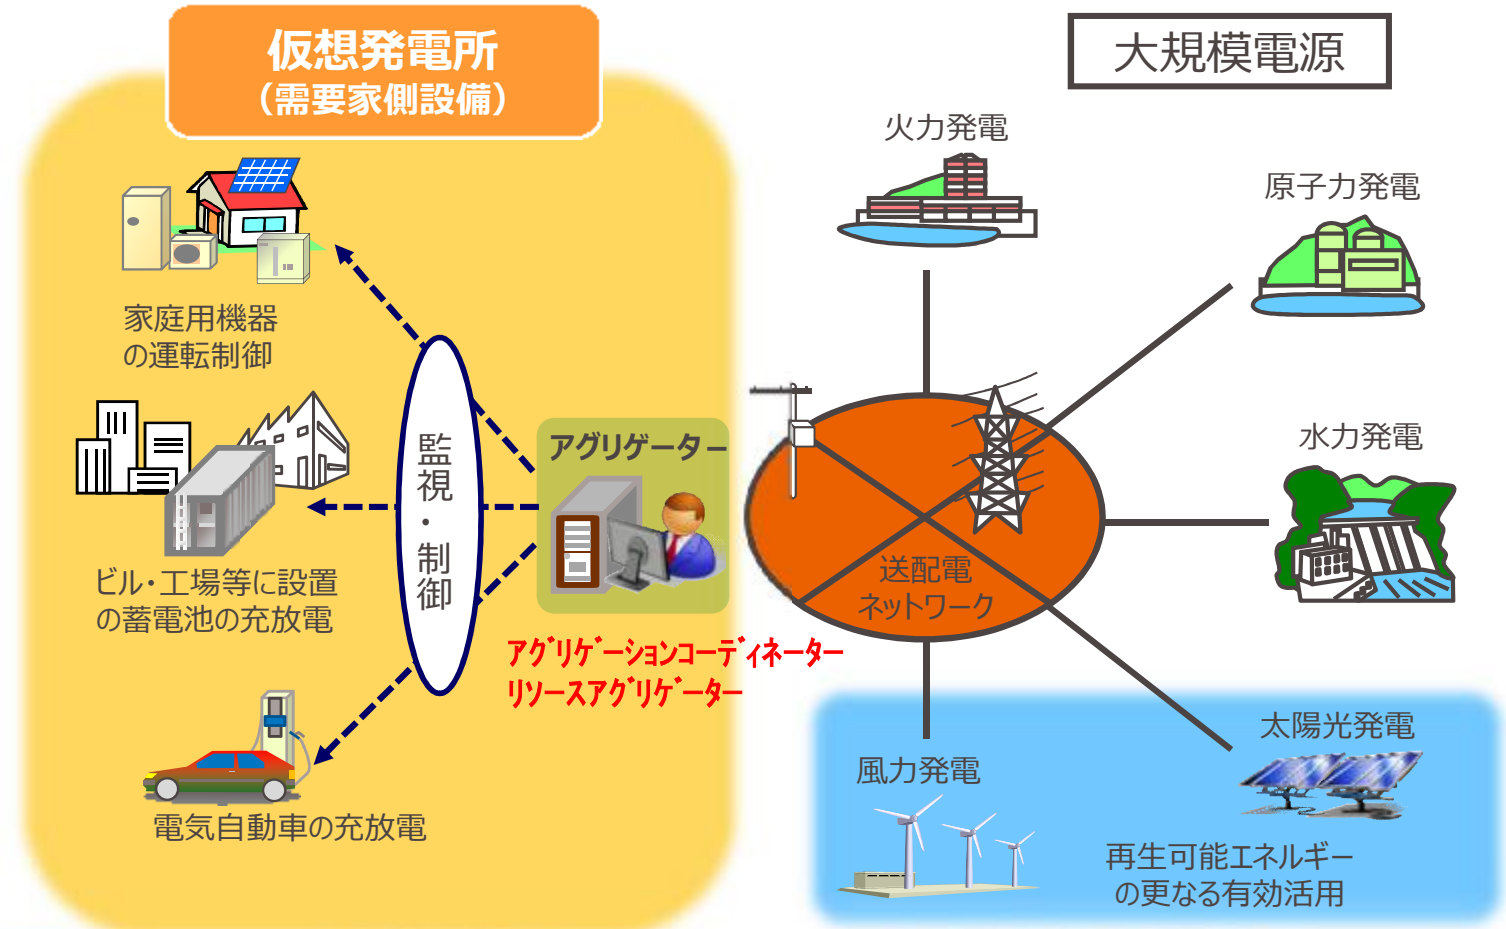 仮想発電所
（需要家側設備）
家庭用機器
の運転制御
ビル・工場等に設置
の蓄電池の充放電
電気自動車の充放電
監視・制御
アグリゲーター
アグリゲーションコーディネーター
リソースアグリゲーター
大規模電源
火力発電
原子力発電
水力発電
送配電
ネットワーク
太陽光発電
風力発電
再生可能エネルギー
の更なる有効活用